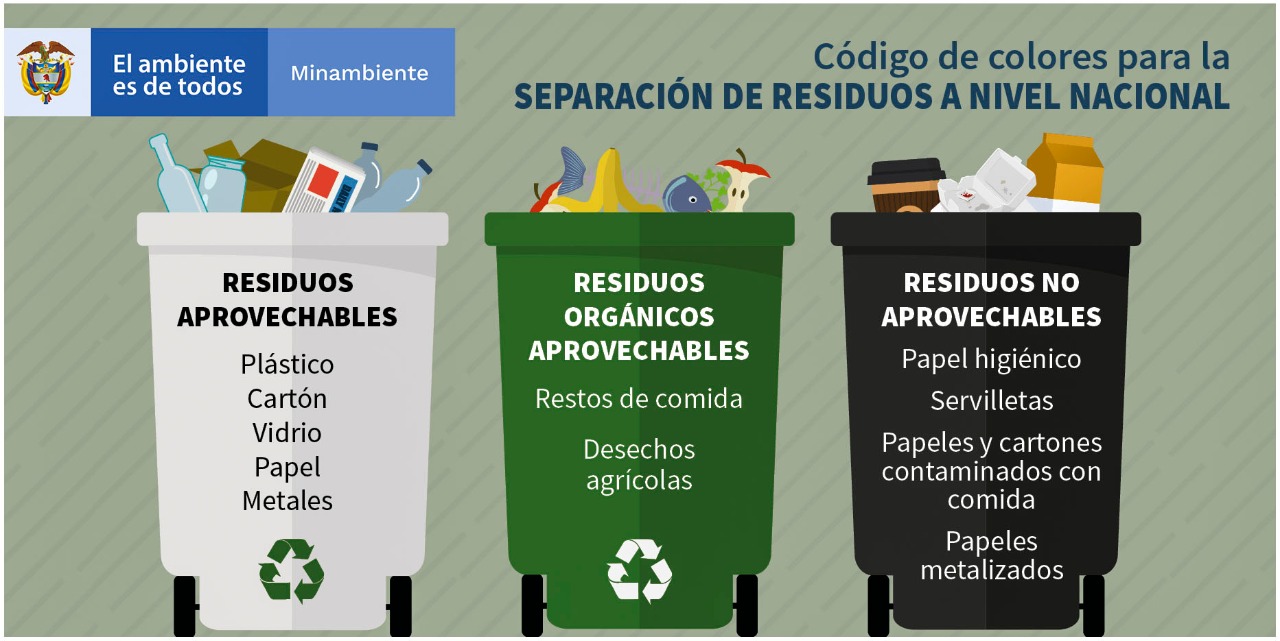 El ambiente
es de todos
Minambiente
Código de colores para la
SEPARACIÓN DE RESIDUOS A NIVEL NACIONAL
RESIDUOS
APROVECHABLES
Plástico
Cartón
Vidrio
Papel
Metales
RESIDUOS
ORGÁNICOS
APROVECHABLES
Restos de comida
Desechos
agrícolas
RESIDUOS NO
APROVECHABLES
Papel higiénico
Servilletas
Papeles y cartones
contaminados con
comida
Papeles
metalizados